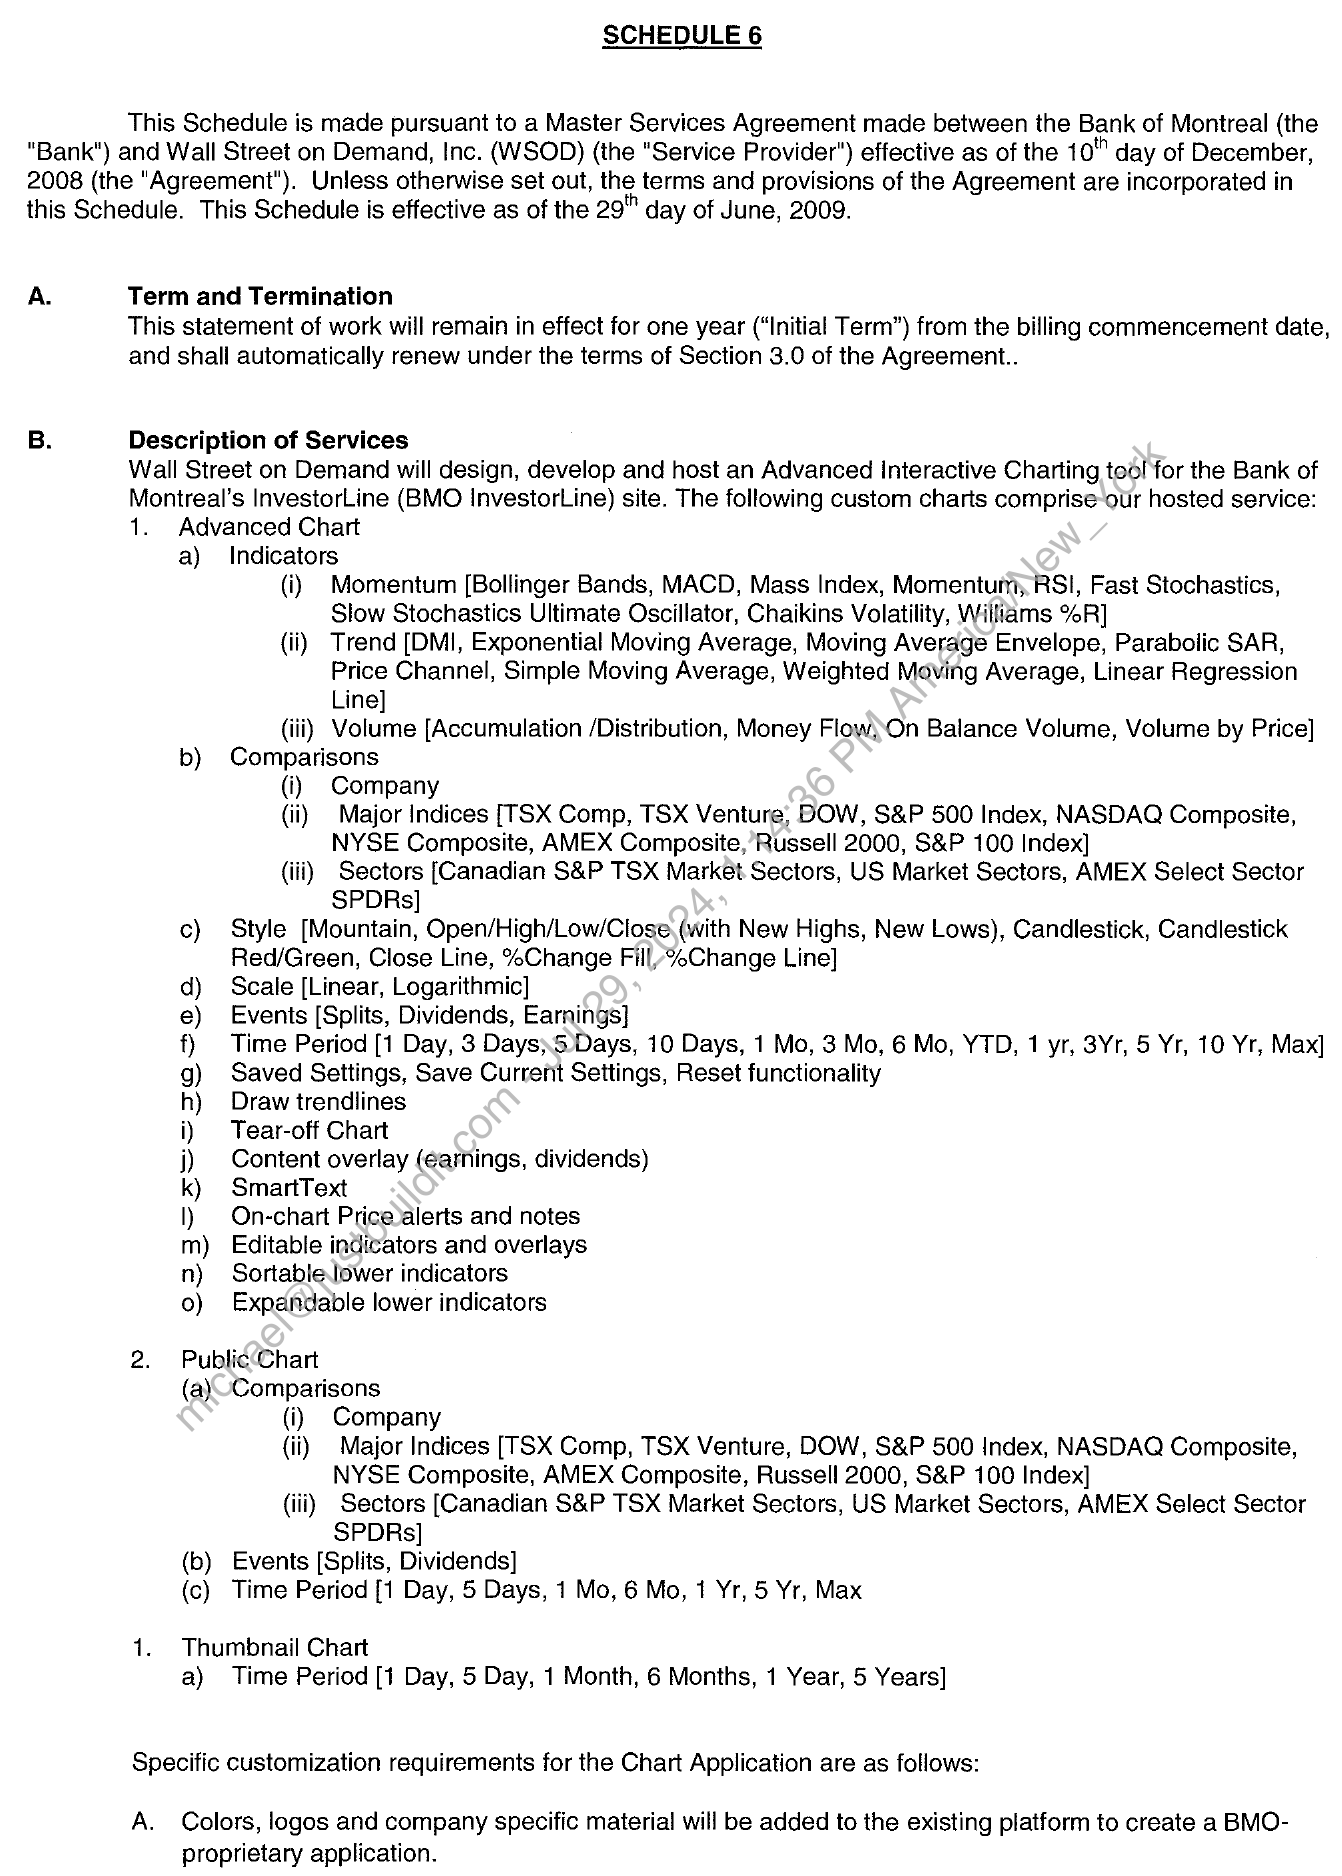 SCHEDULE 6
This Schedule is made pursuant to a Master Services Agreement made between the Bank of Montreal (the
"Bank") and Wall Street on Demand, Inc. (WSOD) (the "Service Provider") effective as of the 10th day of December,
2008 (the "Agreement").  Unless otherwise set out, the terms and provisions of the Agreement are incorporated in
this Schedule.  This Schedule is effective as of the 29th day of June, 2009.
A. Term and Termination
This statement of work will remain in effect for one year (“Initial Term”) from the billing commencement date,
and shall automatically renew under the terms of Section 3.0 of the Agreement..
B. Description of Services
Wall Street on Demand will design, develop and host an Advanced Interactive Charting tool for the Bank of
Montreal’s InvestorLine (BMO InvestorLine) site. The following custom charts comprise our hosted service:
1. Advanced Chart
a) Indicators
(i) Momentum [Bollinger Bands, MACD, Mass Index, Momentum, RSI, Fast Stochastics,
Slow Stochastics Ultimate Oscillator, Chaikins Volatility, Williams %R]
(ii) Trend [DMI, Exponential Moving Average, Moving Average Envelope, Parabolic SAR,
Price Channel, Simple Moving Average, Weighted Moving Average, Linear Regression
Line]
(iii) Volume [Accumulation /Distribution, Money Flow, On Balance Volume, Volume by Price]
b) Comparisons
(i) Company
(ii) Major Indices [TSX Comp, TSX Venture, DOW, S&P 500 Index, NASDAQ Composite,
NYSE Composite, AMEX Composite, Russell 2000, S&P 100 Index]
(iii) Sectors [Canadian S&P TSX Market Sectors, US Market Sectors, AMEX Select Sector
SPDRs]
c) Style [Mountain, Open/High/Low/Close (with New Highs, New Lows), Candlestick, Candlestick
Red/Green, Close Line, %Change Fill, %Change Line]
d) Scale [Linear, Logarithmic]
e) Events [Splits, Dividends, Earnings]
f) Time Period [1 Day, 3 Days, 5 Days, 10 Days, 1 Mo, 3 Mo, 6 Mo, YTD, 1 yr, 3Yr, 5 Yr, 10 Yr, Max]
g) Saved Settings, Save Current Settings, Reset functionality
h) Draw trendlines
i) Tear-off Chart
j) Content overlay (earnings, dividends)
k) SmartText
l) On-chart Price alerts and notes
m) Editable indicators and overlays
n) Sortable lower indicators
o) Expandable lower indicators
2. Public Chart
(a) Comparisons
(i) Company
(ii) Major Indices [TSX Comp, TSX Venture, DOW, S&P 500 Index, NASDAQ Composite,
NYSE Composite, AMEX Composite, Russell 2000, S&P 100 Index]
(iii) Sectors [Canadian S&P TSX Market Sectors, US Market Sectors, AMEX Select Sector
SPDRs]
(b) Events [Splits, Dividends]
(c) Time Period [1 Day, 5 Days, 1 Mo, 6 Mo, 1 Yr, 5 Yr, Max
1. Thumbnail Chart
a) Time Period [1 Day, 5 Day, 1 Month, 6 Months, 1 Year, 5 Years]
Specific customization requirements for the Chart Application are as follows:
A. Colors, logos and company specific material will be added to the existing platform to create a BMO-
proprietary application.
michael@justbuildit.com - Jul 29, 2024, 1:14:36 PM America/New_York